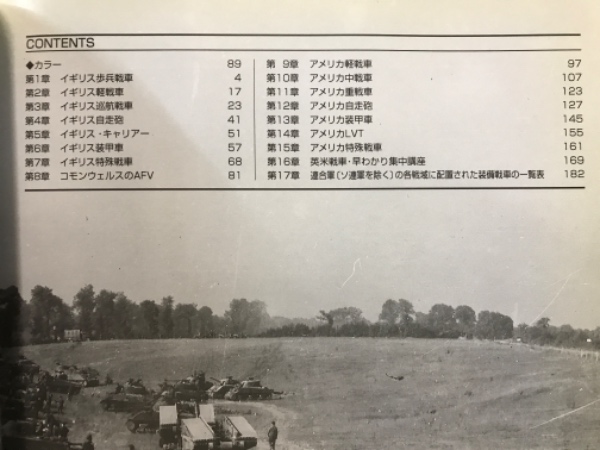 CONTENTS
◆カラー 89
第1章 イギリス歩兵戦車 4
第2章 イギリス軽戦車 17
第3章 イギリス巡航戦車 23
第4章 イギリス自走砲 41
第5章 イギリス・キャリアー 51
第6章 イギリス装甲車 57
第7章 イギリス特殊戦車 68
第8章 コモンウェルスのAFV 81
第9章 アメリカ軽戦車 97
第10章 アメリカ中戦車 107
第11章 アメリカ重戦車 123
第12章 アメリカ自走砲 127
第13章 アメリカ装甲車 145
第14章 アメリカLVT 155
第15章 アメリカ特殊戦車 161
第16章 英米戦車・早わかり集中講座 169
第17章 連合軍(ソ連軍を除く)の各戦域に配置された装備戦車の一覧表 182